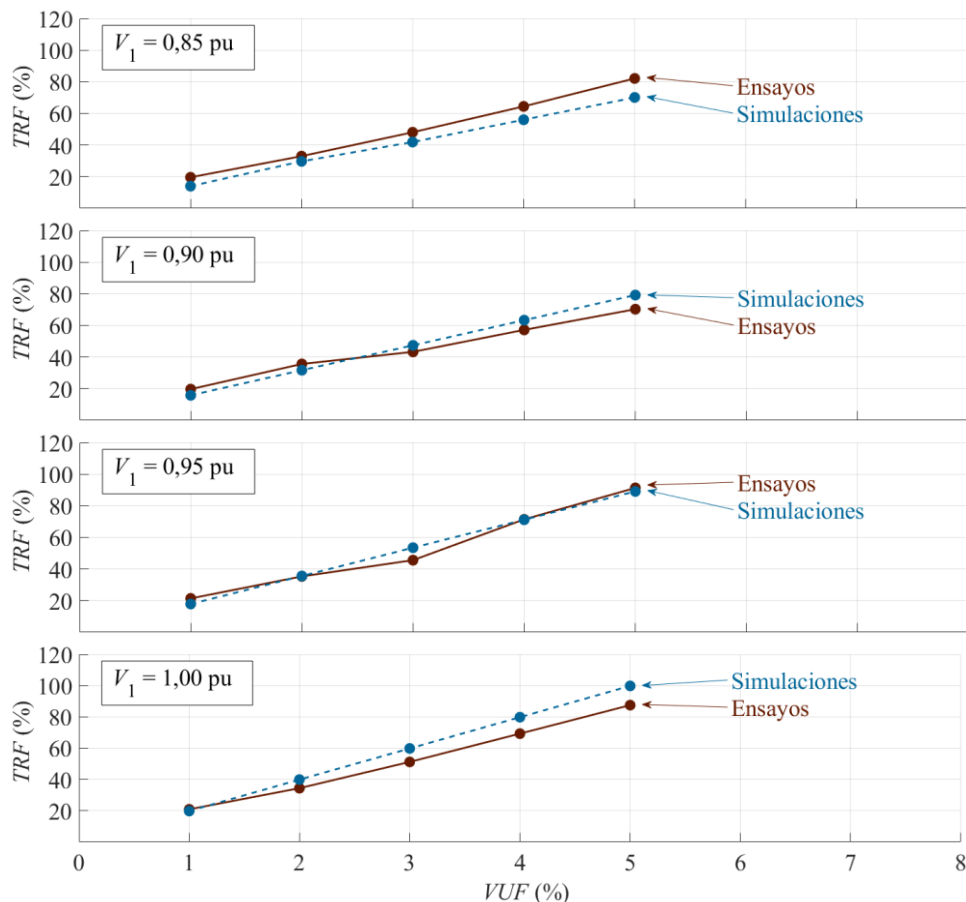 120
100
80
60
40
20
TRF (%)
V1 = 0,85 pu
Ensayos
Simulaciones
120
100
80
60
40
20
TRF (%)
V1 = 0,90 pu
Simulaciones
Ensayos
120
100
80
60
40
20
TRF (%)
V1 = 0,95 pu
Ensayos
Simulaciones
120
100
80
60
40
20
TRF (%)
V1 = 1,00 pu
Simulaciones
Ensayos
0 1 2 3 4 5 6 7 8
VUF (%)